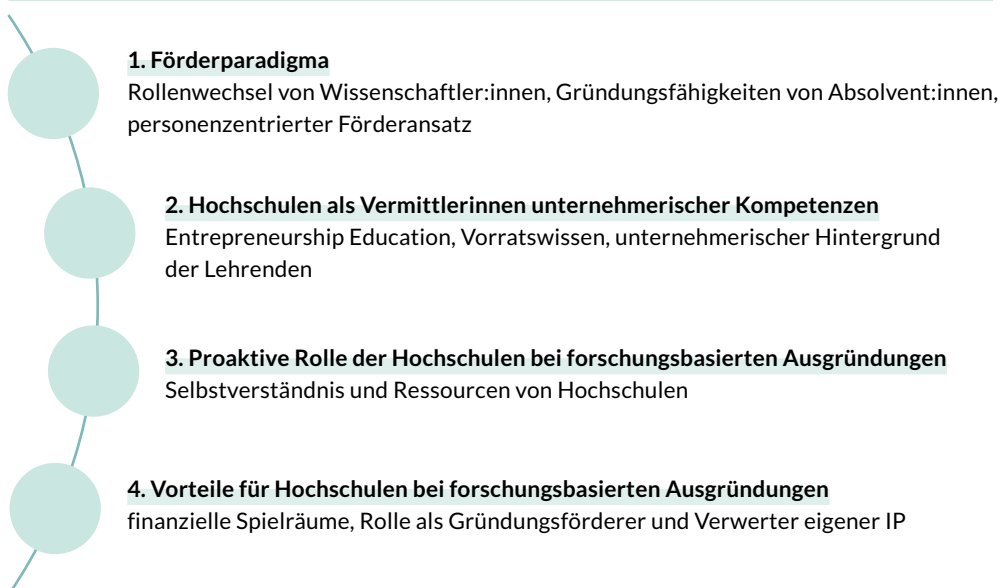 1. Förderparadigma
Rollenwechsel von Wissenschaftler:innen, Gründungsfähigkeiten von Absolvent:innen,
personenzentrierter Förderansatz
2. Hochschulen als Vermittlerinnen unternehmerischer Kompetenzen
Entrepreneurship Education, Vorratswissen, unternehmerischer Hintergrund
der Lehrenden
3. Proaktive Rolle der Hochschulen bei forschungsbasierten Ausgründungen
Selbstverständnis und Ressourcen von Hochschulen
4. Vorteile für Hochschulen bei forschungsbasierten Ausgründungen
finanzielle Spielräume, Rolle als Gründungsförderer und Verwerter eigener IP